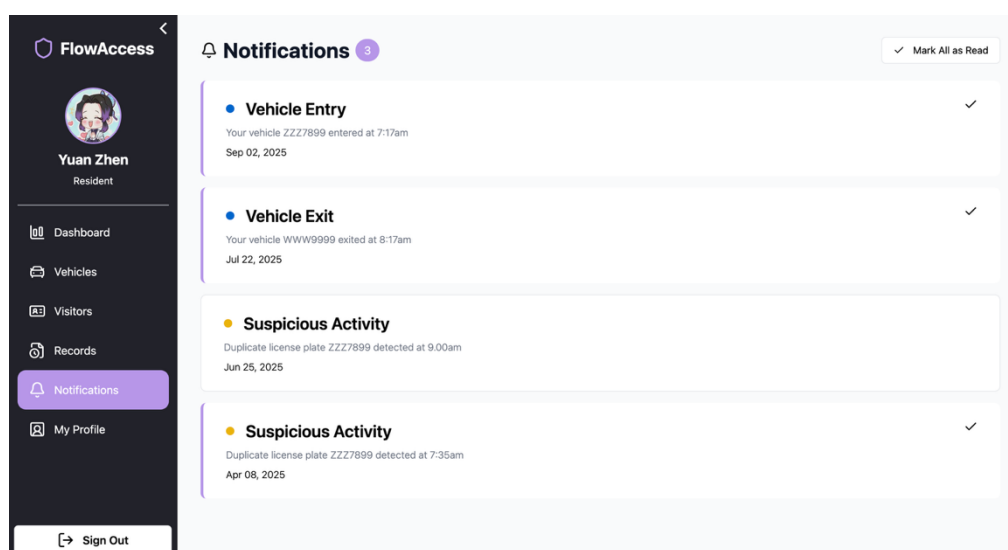 FlowAccess
Yuan Zhen
Resident
Dashboard
Vehicles
Visitors
Records
Notifications
My Profile
Sign Out
Notifications 3
Mark All as Read
Vehicle Entry
Your vehicle ZZZ7899 entered at 7:17am
Sep 02, 2025
Vehicle Exit
Your vehicle WWW9999 exited at 8:17am
Jul 22, 2025
Suspicious Activity
Duplicate license plate ZZZ7899 detected at 9.00am
Jun 25, 2025
Suspicious Activity
Duplicate license plate ZZZ7899 detected at 7:35am
Apr 08, 2025